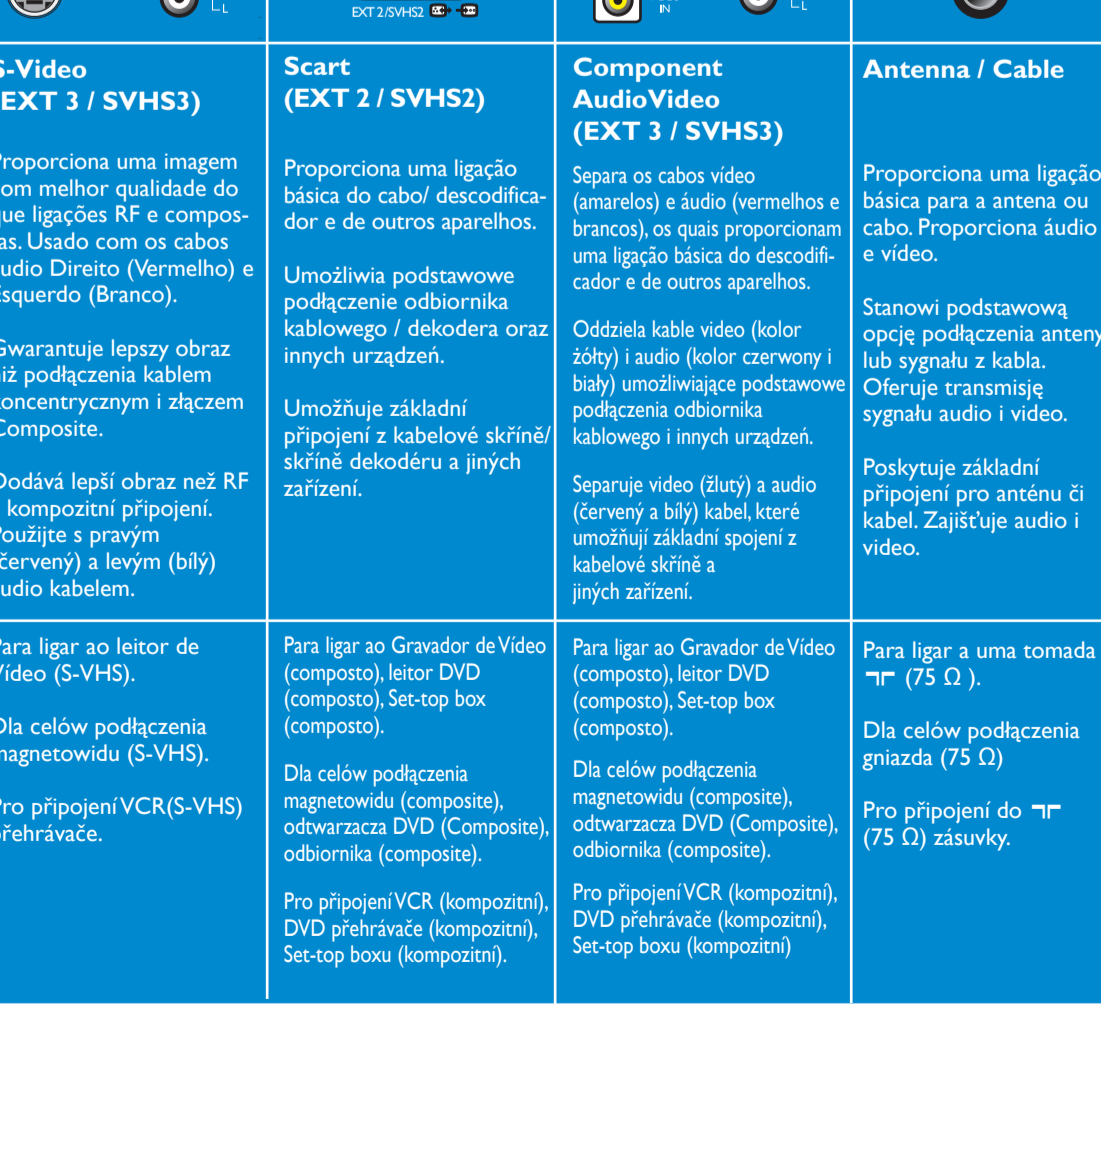 L
EXT 2/SVHS2
IN
L
S-Video
(EXT 3 / SVHS3)
Proporciona uma imagem
com melhor qualidade do
que ligações RF e compos-
tas. Usado com os cabos
áudio Direito (Vermelho) e
Esquerdo (Branco).
Gwarantuje lepszy obraz
niż podłączenia kablem
koncentrycznym i złączem
Composite.
Dodává lepší obraz než RF
kompozitní připojení.
Použijte s pravým
(červený) a levým (bílý)
audio kabelem.
Para ligar ao leitor de
Vídeo (S-VHS).
Dla celów podłączenia
magnetowidu (S-VHS).
Pro připojení VCR(S-VHS)
přehrávače.
Scart
(EXT 2 / SVHS2)
Proporciona uma ligação
básica do cabo/ descodifica-
dor e de outros aparelhos.
Umożliwia podstawowe
podłączenie odbiornika
kablowego / dekodera oraz
innych urządzeń.
Umožňuje základní
připojení z kabelové skříně/
skříně dekodéru a jiných
zařízení.
Para ligar ao Gravador de Vídeo
(composto), leitor DVD
(composto), Set-top box
(composto).
Dla celów podłączenia
magnetowidu (composite),
odtwarzacza DVD (Composite),
odbiornika (composite).
Pro připojení VCR (kompozitní),
DVD přehrávače (kompozitní),
Set-top boxu (kompozitní).
Component
AudioVideo
(EXT 3 / SVHS3)
Separa os cabos vídeo
(amarelos) e áudio (vermelhos e
brancos), os quais proporcionam
uma ligação básica do descodifi-
cador e de outros aparelhos.
Oddziela kable video (kolor
żółty) i audio (kolor czerwony i
biały) umożliwiające podstawowe
podłączenia odbiornika
kablowego i innych urządzeń.
Separuje video (žlutý) a audio
(červený a bílý) kabel, které
umožňují základní spojení z
kabelové skříně a
jiných zařízení.
Para ligar ao Gravador de Vídeo
(composto), leitor DVD
(composto), Set-top box
(composto).
Dla celów podłączenia
magnetowidu (composite),
odtwarzacza DVD (Composite),
odbiornika (composite).
Pro připojení VCR (kompozitní),
DVD přehrávače (kompozitní),
Set-top boxu (kompozitní)
Antenna / Cable
Proporciona uma ligação
básica para a antena ou
cabo. Proporciona áudio
e vídeo.
Stanowi podstawową
opcję podłączenia anteny
lub sygnału z kabla.
Oferuje transmisję
sygnału audio i video.
Poskytuje základní
připojení pro anténu či
kabel. Zajišťuje audio i
video.
Para ligar a uma tomada
(75 Ω ).
Dla celów podłączenia
gniazda (75 Ω)
Pro připojení do
(75 Ω) zásuvky.